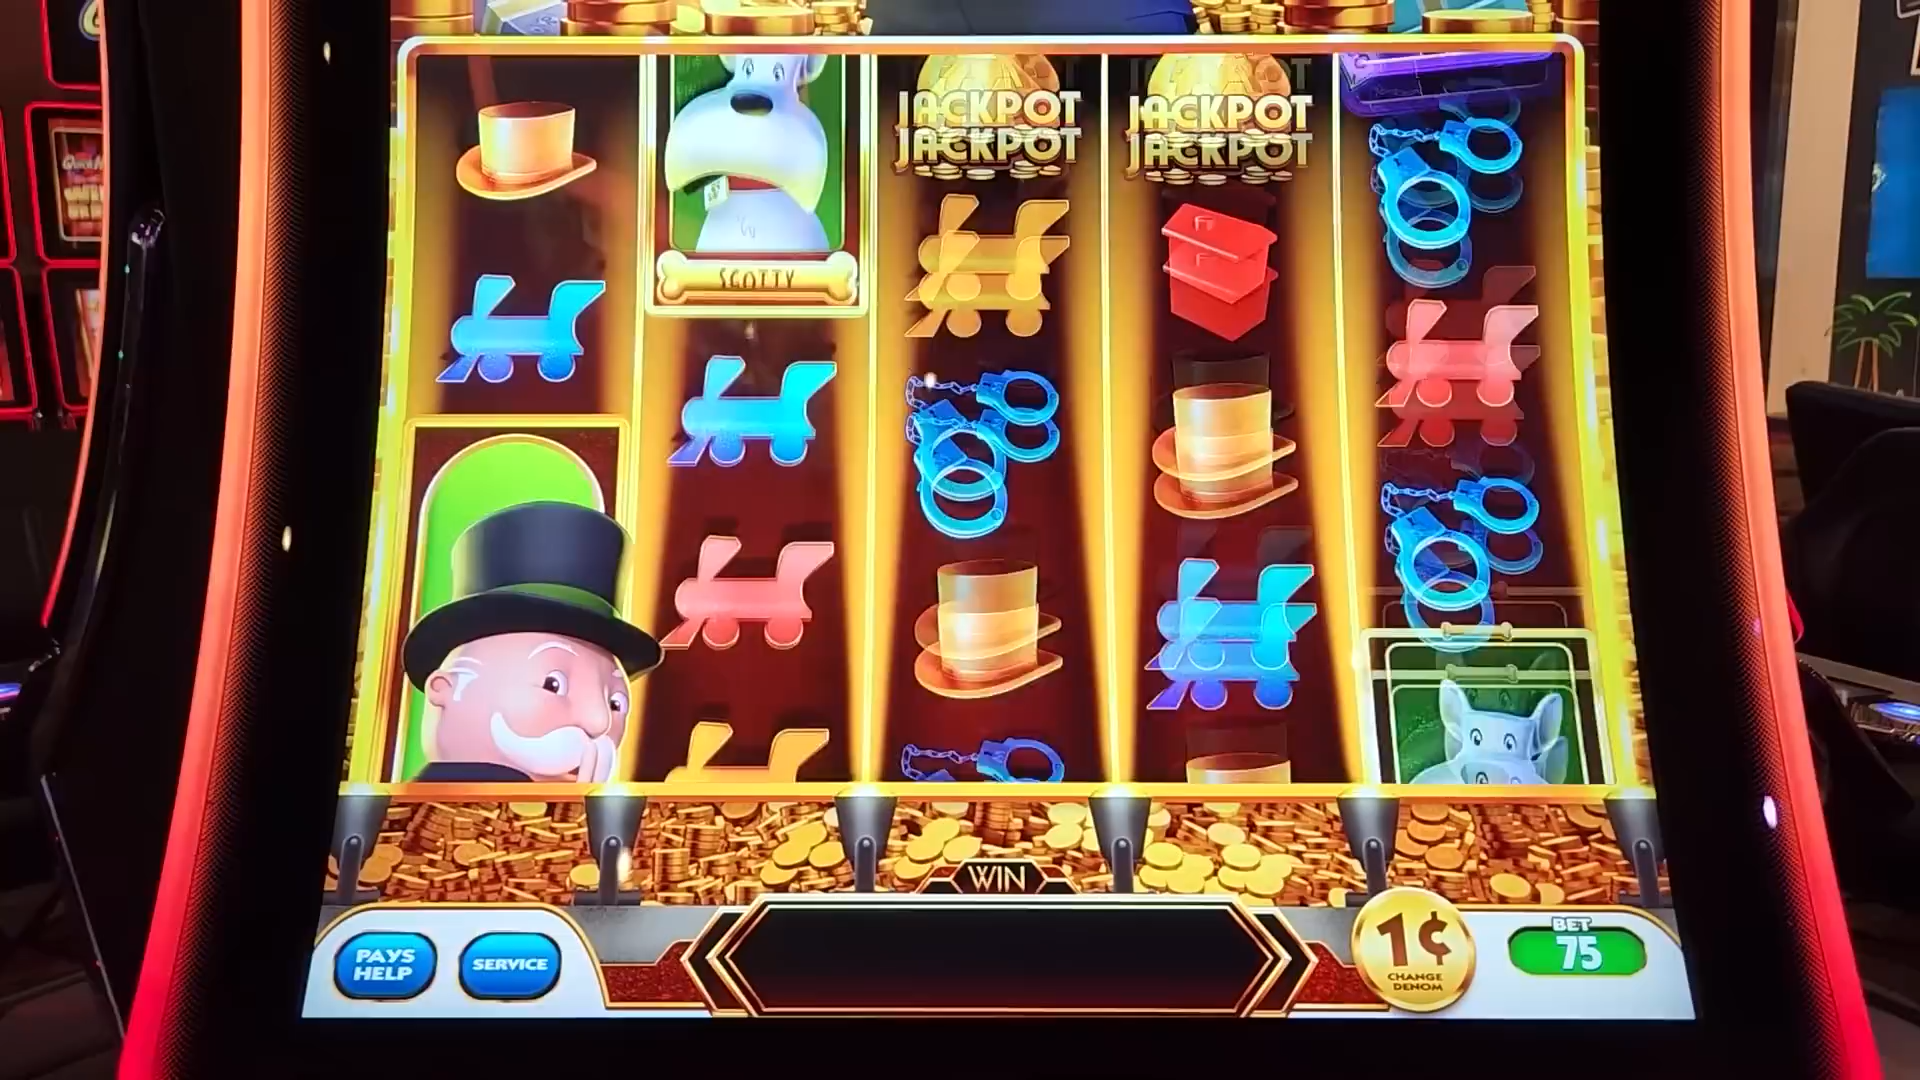 JACKPOT
JACKPOT
JACKPOT
JACKPOT
SCOTTY
WIN
PAYS
HELP
SERVICE
1¢
CHANGE
DENOM
BET
75